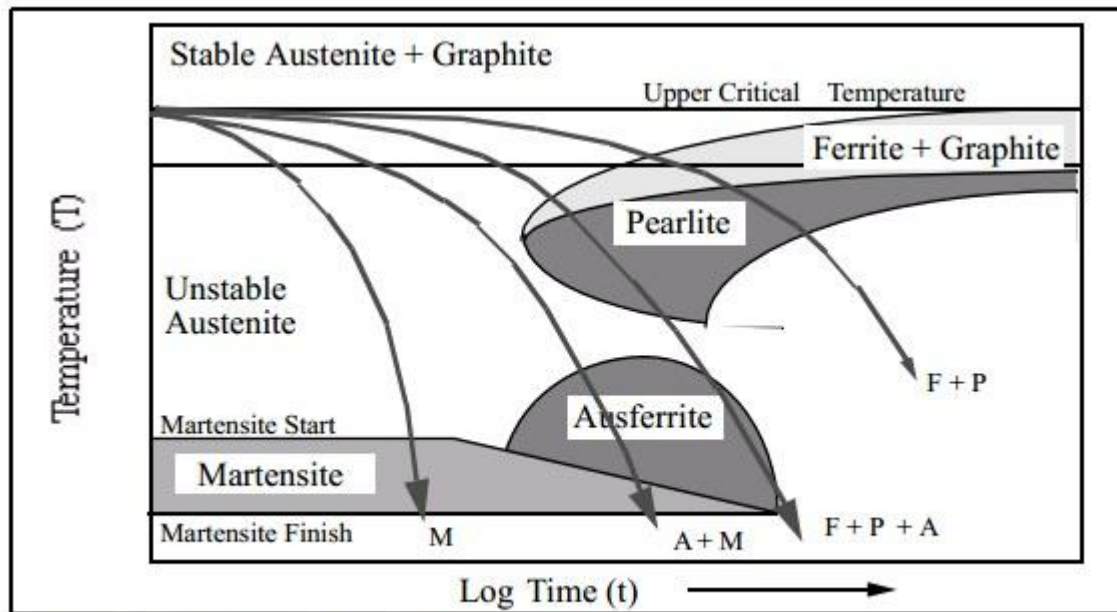 Stable Austenite + Graphite
Upper Critical Temperature
Ferrite + Graphite
Pearlite
Unstable
Austenite
F + P
Ausferrite
Martensite Start
Martensite
Martensite Finish
M
A + M
F + P + A
Temperature (T)
Log Time (t)